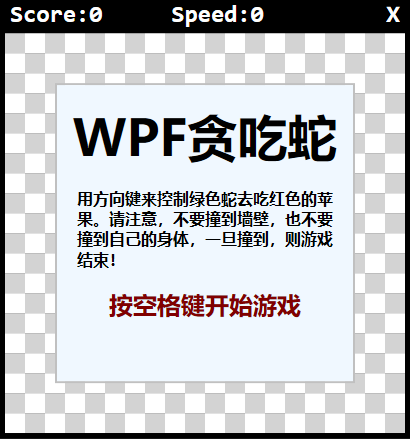 Score:0 Speed:0 X
WPF贪吃蛇
用方向键来控制绿色蛇去吃红色的苹
果。请注意，不要撞到墙壁，也不要
撞到自己的身体，一旦撞到，则游戏
结束！
按空格键开始游戏